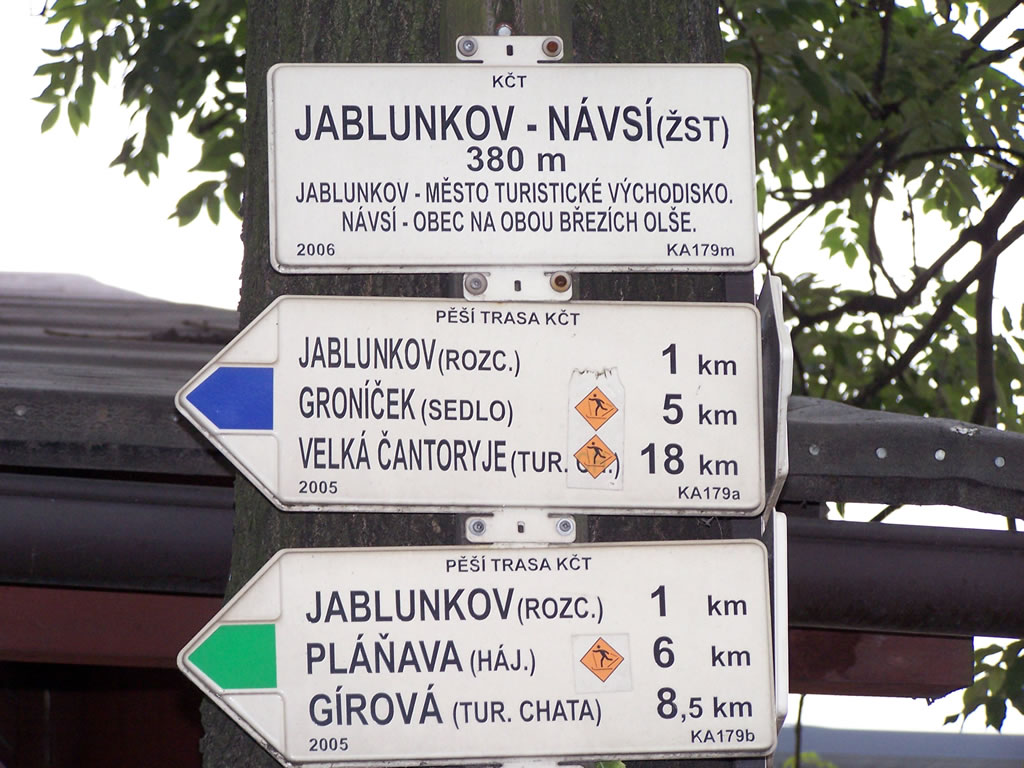 KČT
JABLUNKOV - NÁVSÍ (ŽST)
380 m
JABLUNKOV - MĚSTO TURISTICKÉ VÝCHODISKO.
NÁVSÍ - OBEC NA OBOU BŘEZÍCH OLŠE.
2006 KA179m
PĚŠÍ TRASA KČT
JABLUNKOV (ROZC.) 1 km
GRONÍČEK (SEDLO) 5 km
VELKÁ ČANTORYJE (TUR. 18 km
2005 KA179a
PĚŠÍ TRASA KČT
JABLUNKOV (ROZC.) 1 km
PLÁŇAVA (HÁJ.) 6 km
GÍROVÁ (TUR. CHATA) 8,5 km
2005 KA179b